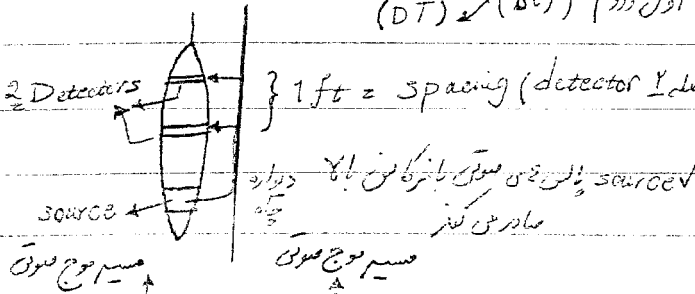 (DT)
2 Detectors
1 ft = spacing (detector
دیواره چاه
source پالس های صوتی با فرکانس بالا
صادر می کند
source
مسیر موج صوتی
مسیر موج صوتی